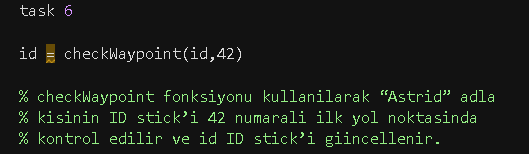 task 6
id = checkWaypoint(id,42)
% checkWaypoint fonksiyonu kullanilarak “Astrid” adla
% kisinin ID stick’i 42 numarali ilk yol noktasinda
% kontrol edilir ve id ID stick’i giincellenir.